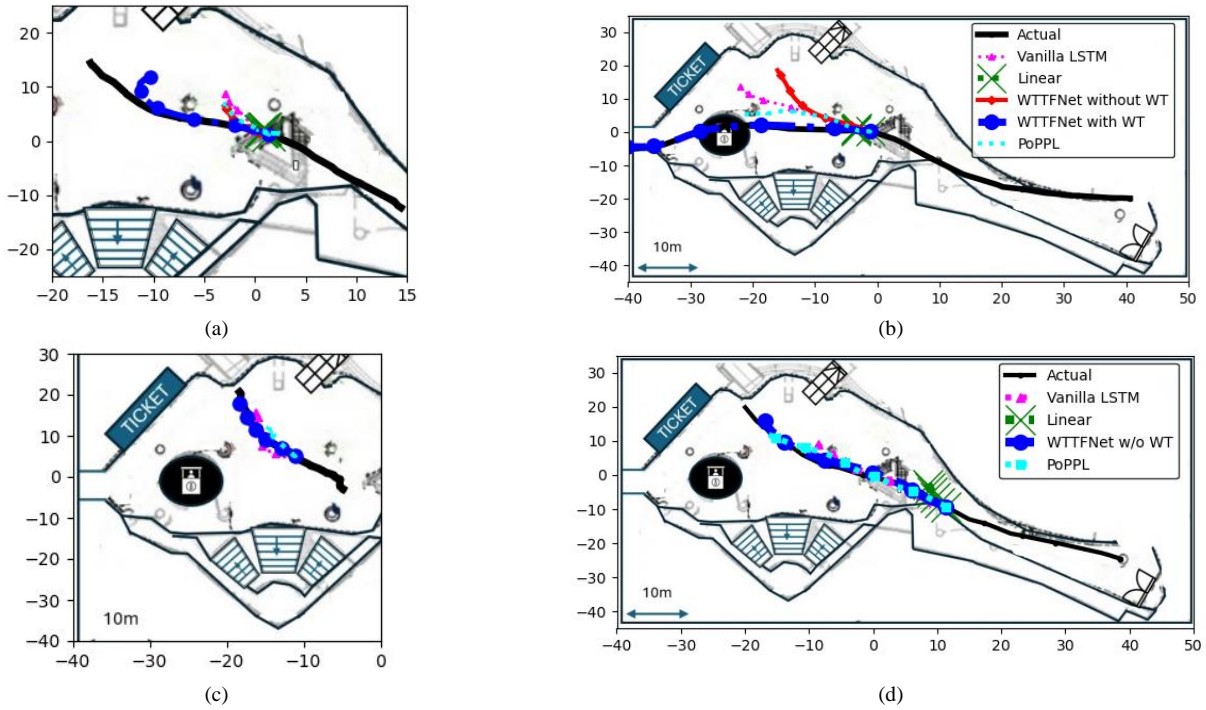 20
10
0
−10
−20
−20 −15 −10 −5 0 5 10 15
(a)
30
20
10
0
−10
−20
−30
−40
−40 −30 −20 −10 0 10 20 30 40 50
TICKET
10m
Actual
Vanilla LSTM
Linear
WTTFNet without WT
WTTFNet with WT
PoPPL
(b)
30
20
10
0
−10
−20
−30
−40
−40 −30 −20 −10 0
TICKET
10m
(c)
30
20
10
0
−10
−20
−30
−40
−40 −30 −20 −10 0 10 20 30 40 50
TICKET
10m
Actual
Vanilla LSTM
Linear
WTTFNet w/o WT
PoPPL
(d)